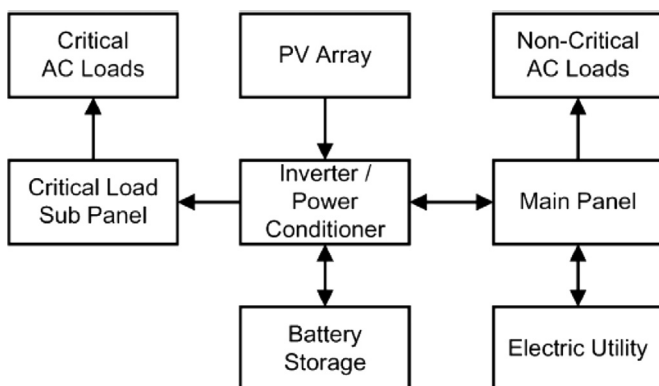 Critical
AC Loads
PV Array
Non-Critical
AC Loads
Critical Load
Sub Panel
Inverter /
Power
Conditioner
Main Panel
Battery
Storage
Electric Utility